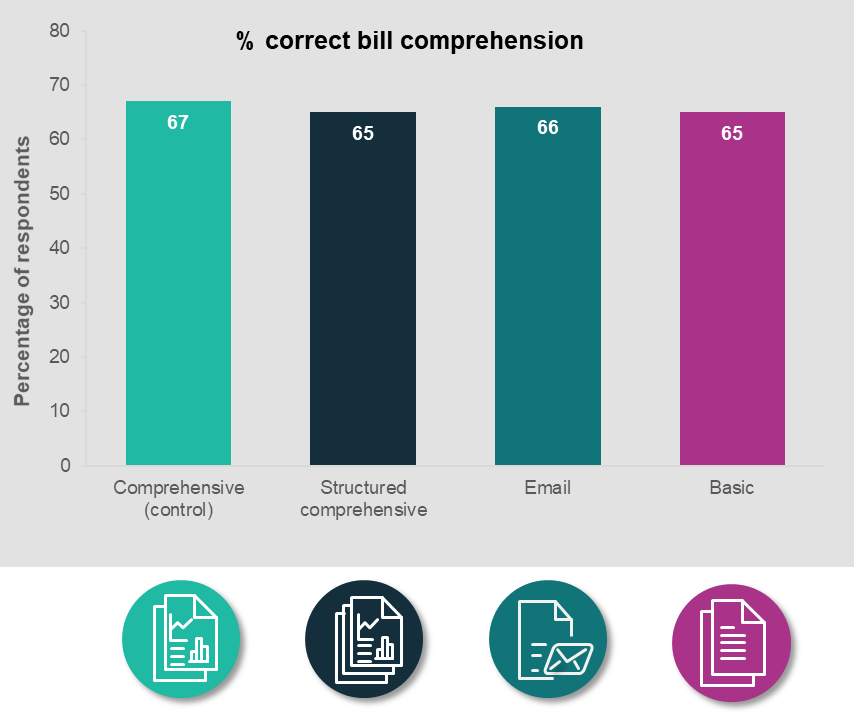 % correct bill comprehension
Percentage of respondents
80
70
60
50
40
30
20
10
0
67
65
66
65
Comprehensive
(control)
Structured
comprehensive
Email
Basic